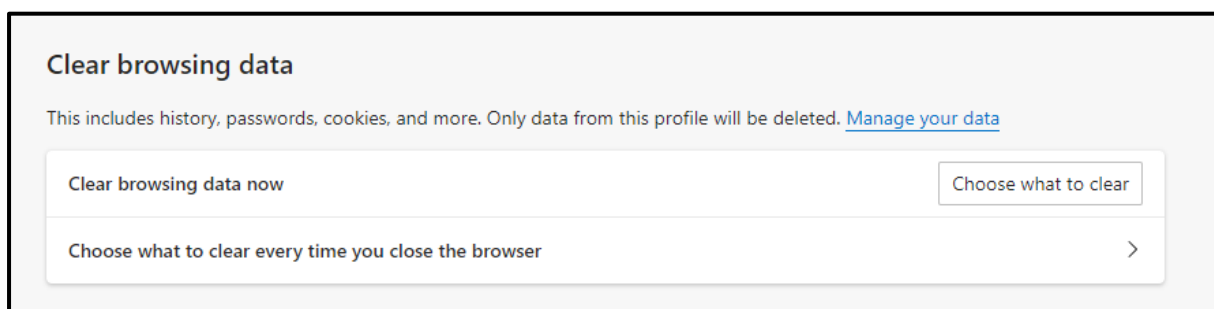 Clear browsing data
This includes history, passwords, cookies, and more. Only data from this profile will be deleted. Manage your data
Clear browsing data now
Choose what to clear
Choose what to clear every time you close the browser